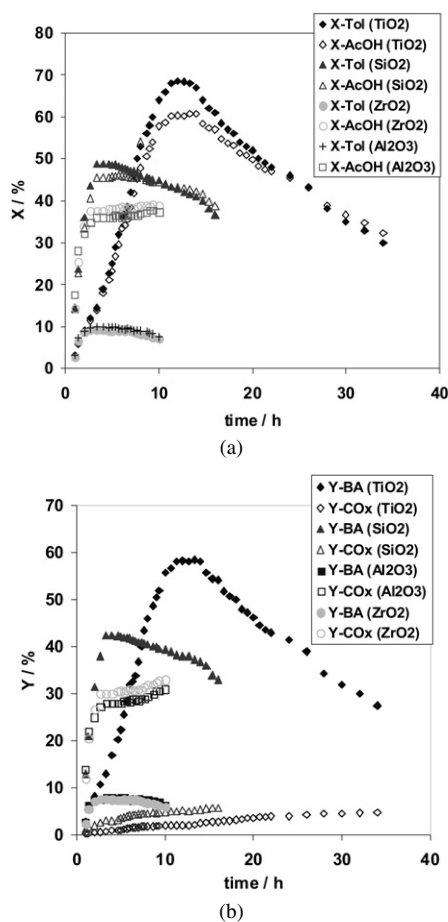 80
70
60
50
40
30
20
10
0
X / %
0 10 20 30 40
time / h
X-Tol (TiO2)
X-AcOH (TiO2)
X-Tol (SiO2)
X-AcOH (SiO2)
X-Tol (ZrO2)
X-AcOH (ZrO2)
X-Tol (Al2O3)
X-AcOH (Al2O3)
(a)
70
60
50
40
30
20
10
0
Y / %
0 10 20 30 40
time / h
Y-BA (TiO2)
Y-COx (TiO2)
Y-BA (SiO2)
Y-COx (SiO2)
Y-BA (Al2O3)
Y-COx (Al2O3)
Y-BA (ZrO2)
Y-COx (ZrO2)
(b)